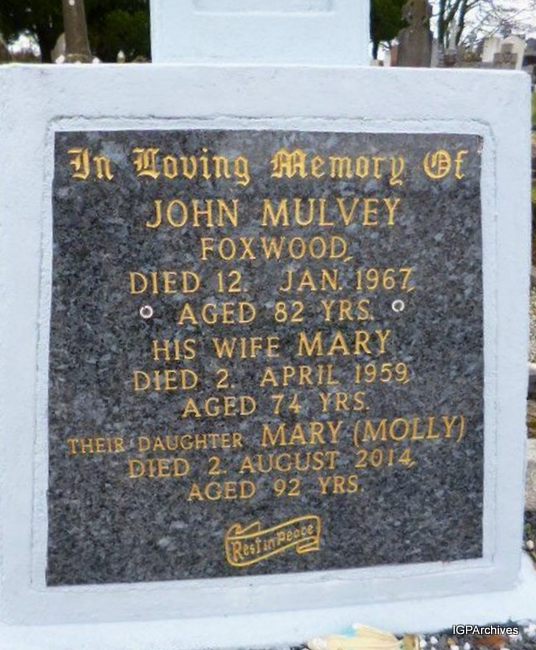 In Loving Memory Of
JOHN MULVEY
FOXWOOD,
DIED 12. JAN. 1967,
AGED 82 YRS.
HIS WIFE MARY
DIED 2. APRIL 1959,
AGED 74 YRS.
THEIR DAUGHTER MARY (MOLLY)
DIED 2. AUGUST 2014,
AGED 92 YRS.
Rest in Peace
IGPArchives